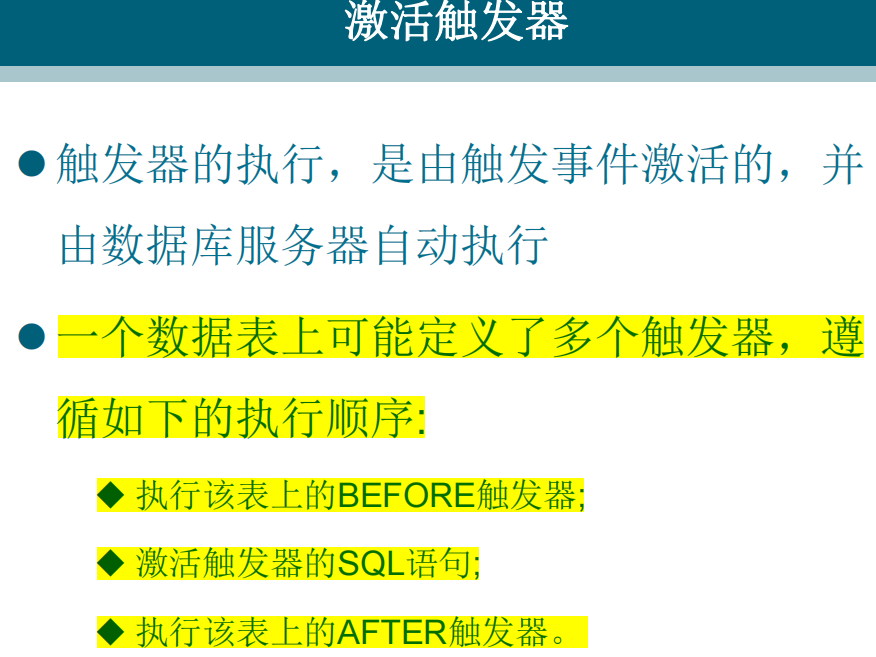 激活触发器
●触发器的执行，是由触发事件激活的，并
由数据库服务器自动执行
●一个数据表上可能定义了多个触发器，遵
循如下的执行顺序:
◆ 执行该表上的BEFORE触发器;
◆ 激活触发器的SQL语句;
◆ 执行该表上的AFTER触发器。